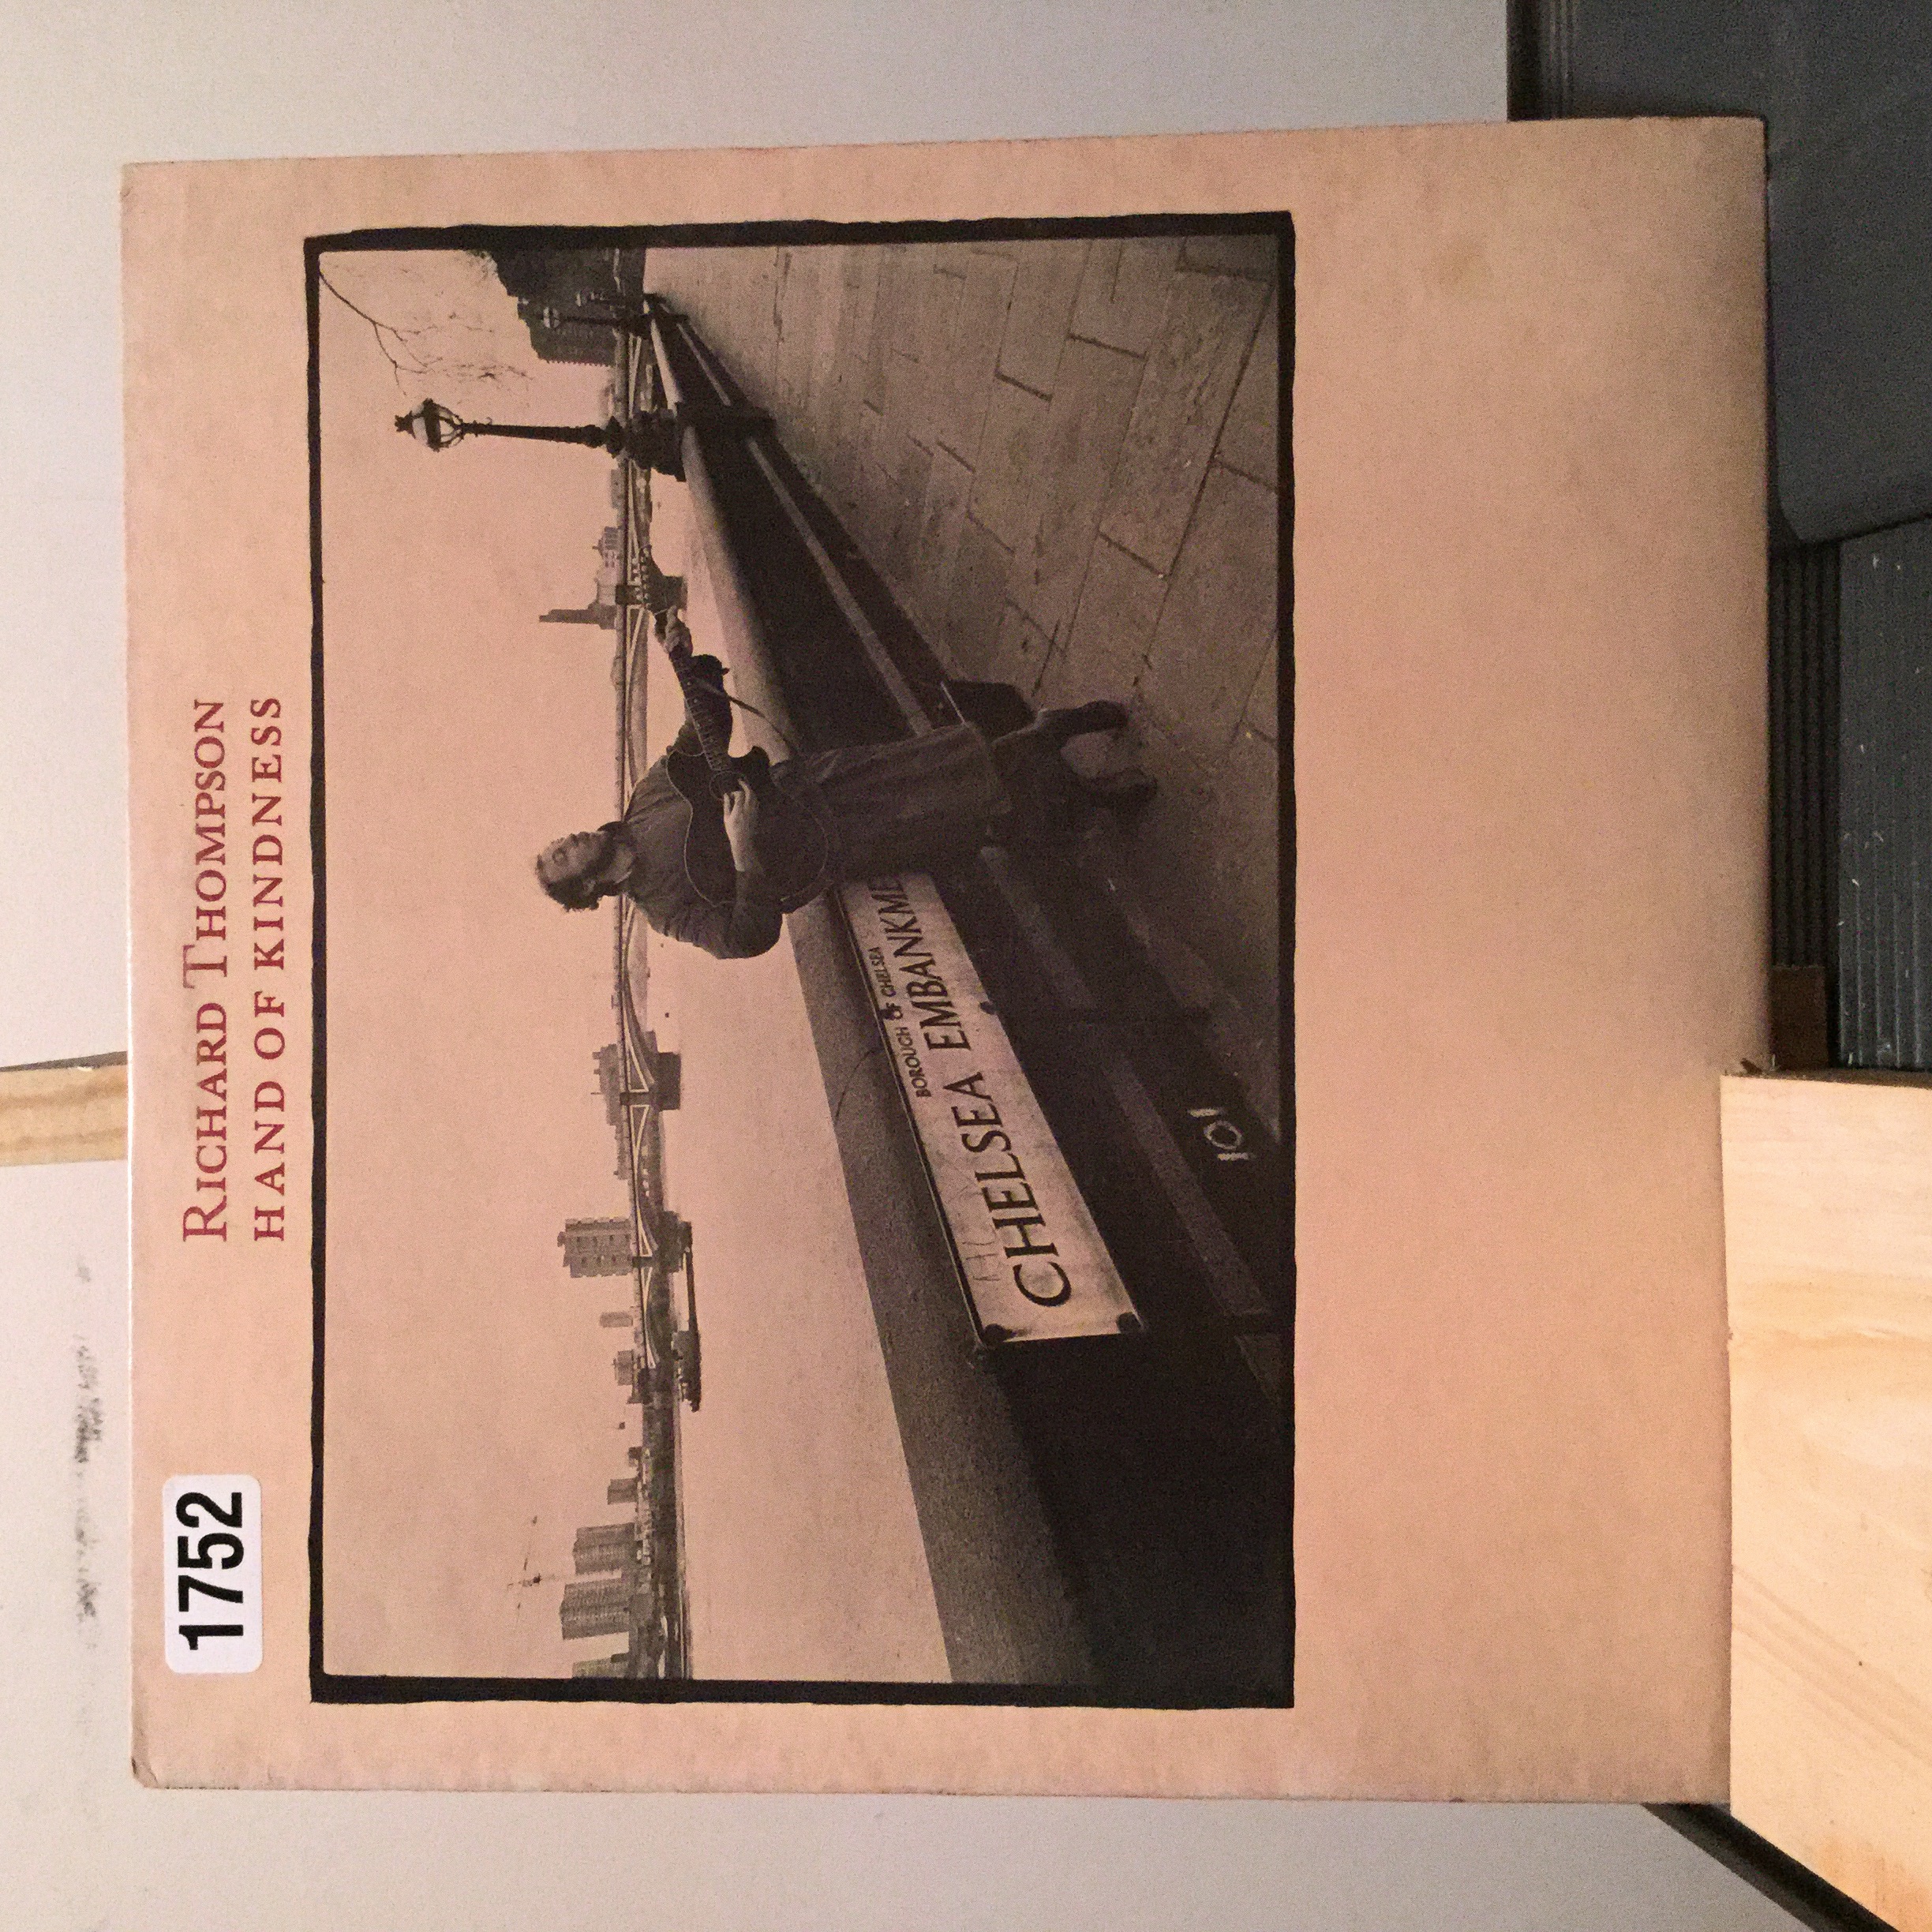 RICHARD THOMPSON
HAND OF KINDNESS
1752
BOROUGH OF CHELSEA
CHELSEA EMBANKME
101